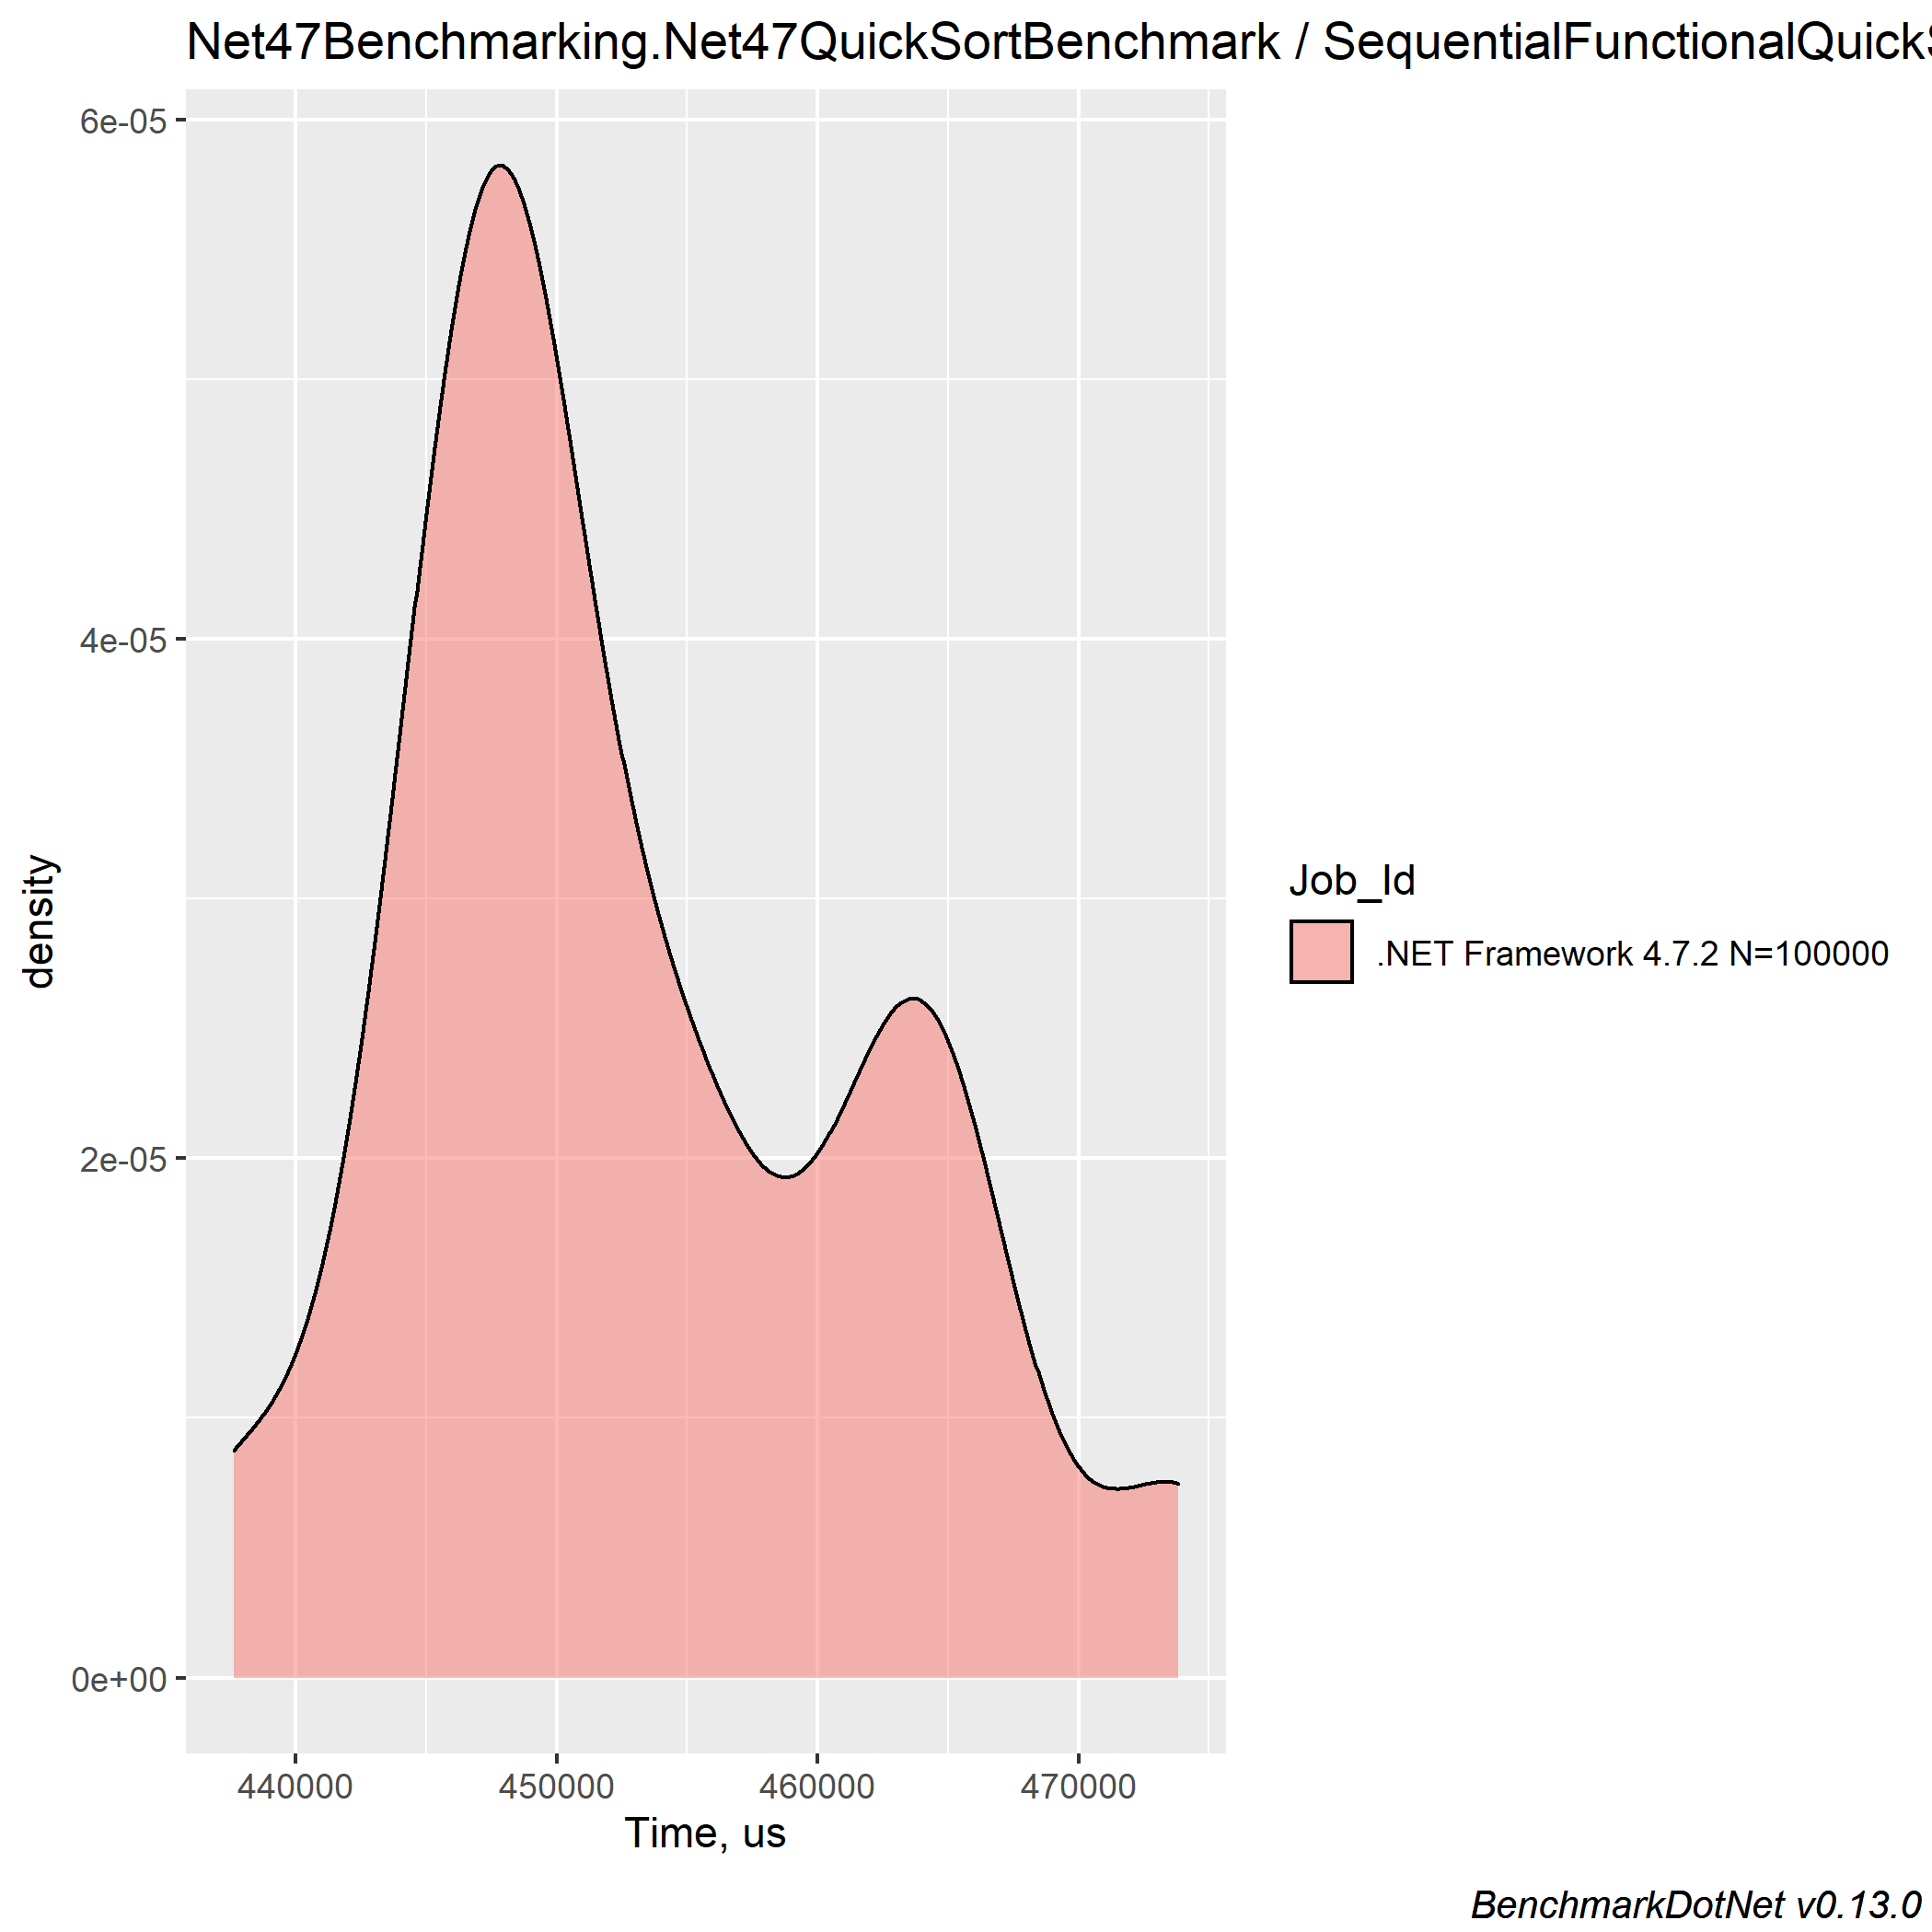 Net47Benchmarking.Net47QuickSortBenchmark / SequentialFunctionalQuick
6e-05
4e-05
2e-05
0e+00
density
440000 450000 460000 470000
Time, us
Job_Id
.NET Framework 4.7.2 N=100000
BenchmarkDotNet v0.13.0